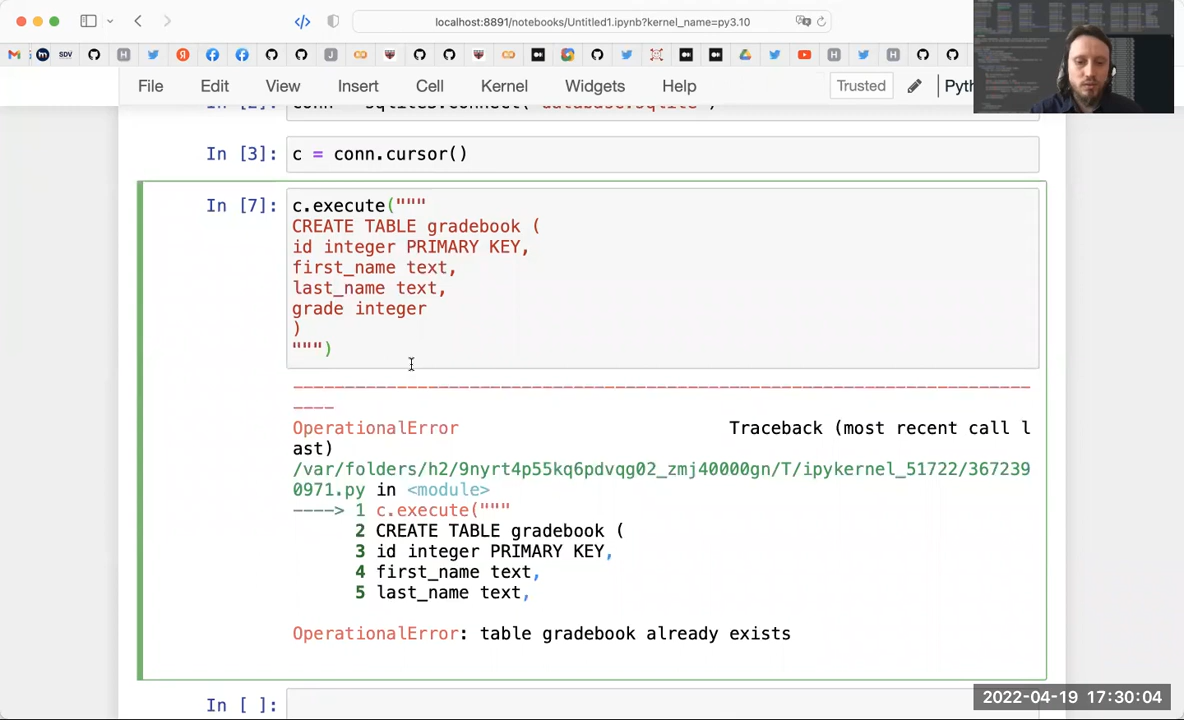 localhost:8891/notebooks/Untitled1.ipynb?kernel_name=py3.10
SDV
File Edit View Insert Cell Kernel Widgets Help Trusted Pyth
In [3]: c = conn.cursor()
In [7]: c.execute("""
CREATE TABLE gradebook (
id integer PRIMARY KEY,
first_name text,
last_name text,
grade integer
)
""")
OperationalError Traceback (most recent call l
ast)
/var/folders/h2/9nyrt4p55kq6pdvqg02_zmj40000gn/T/ipykernel_51722/367239
0971.py in <module>
----> 1 c.execute("""
2 CREATE TABLE gradebook (
3 id integer PRIMARY KEY,
4 first_name text,
5 last_name text,
OperationalError: table gradebook already exists
In [ ]:
2022-04-19 17:30:04